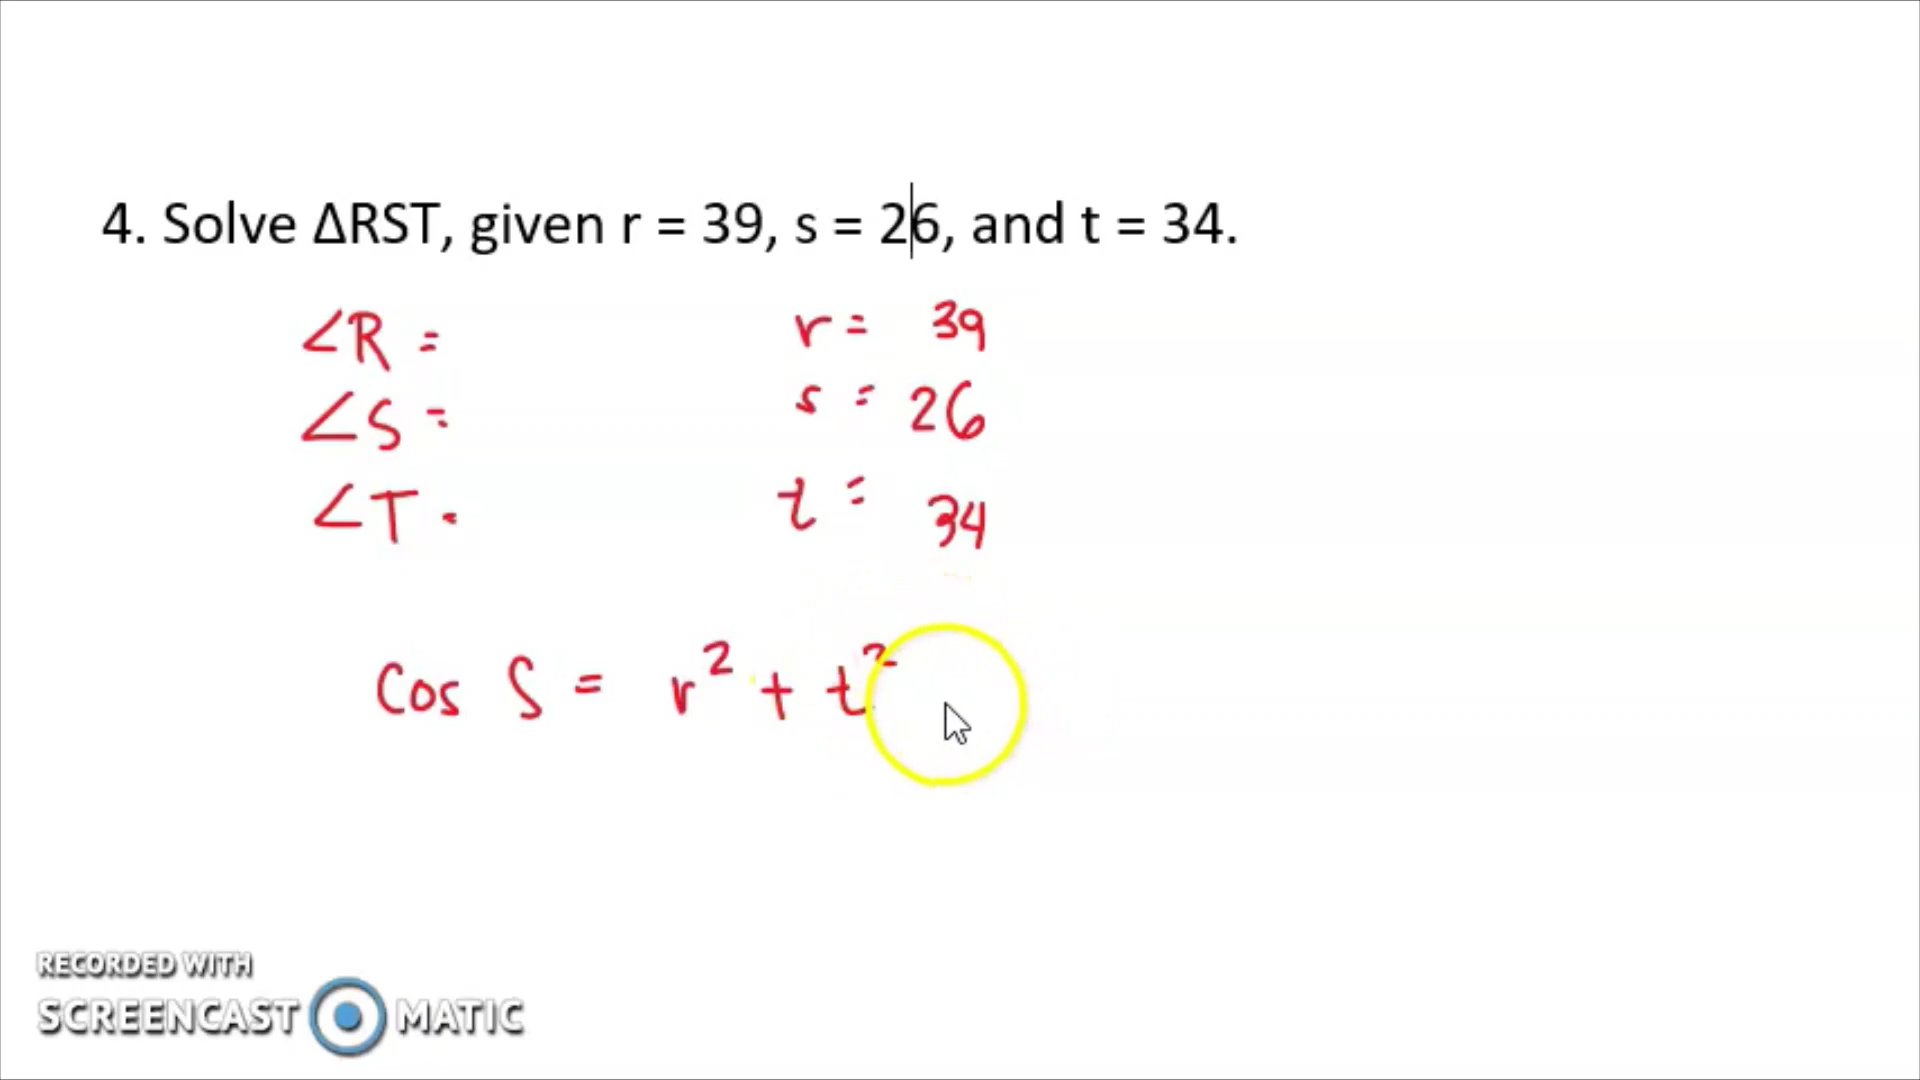 4. Solve ΔRST, given r = 39, s = 26, and t = 34.
∠R = r = 39
∠S = s = 26
∠T = t = 34
Cos S = r² + t²
RECORDED WITH
SCREENCAST MATIC